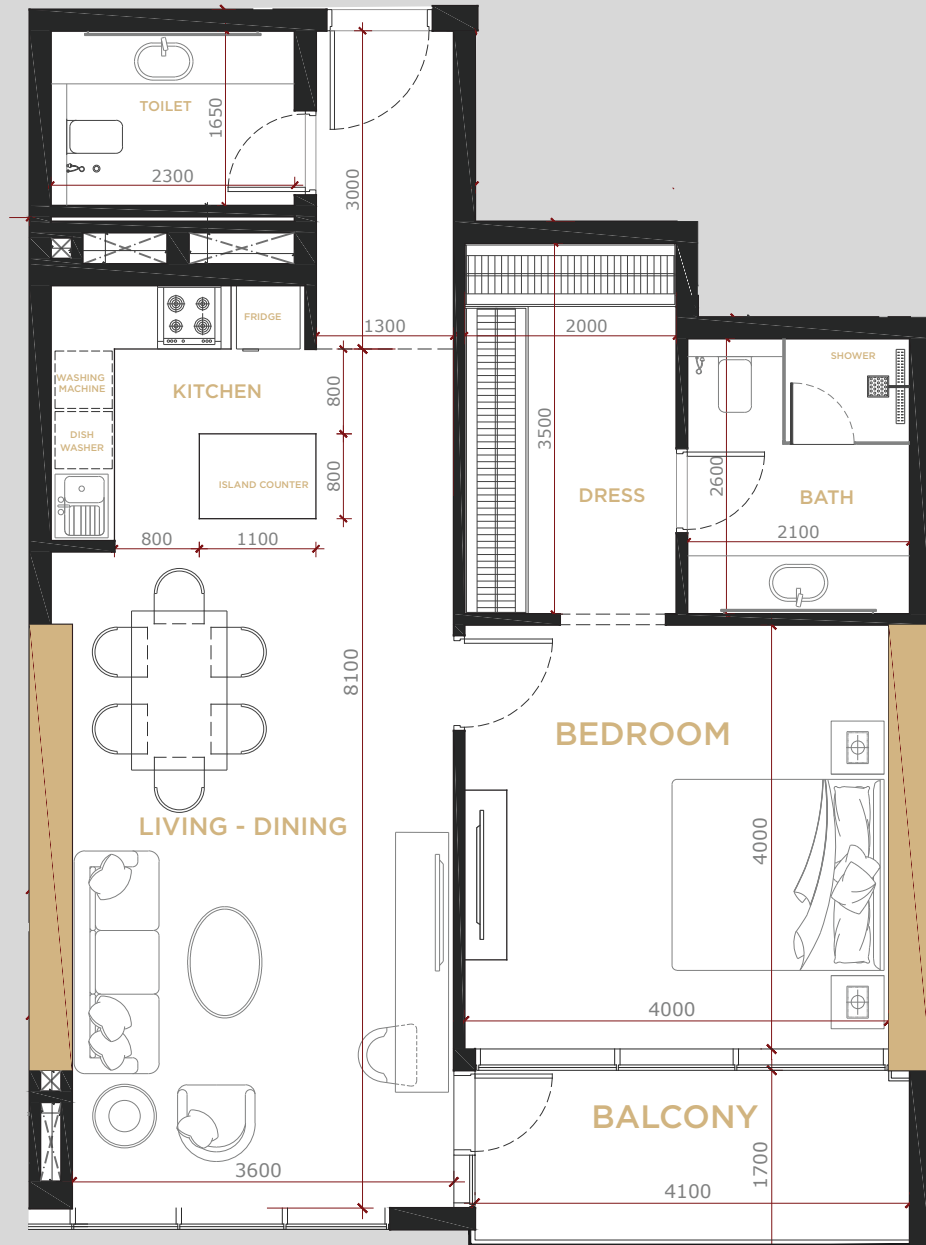 TOILET
1650
2300
3000
FRIDGE
1300
2000
SHOWER
WASHING
MACHINE
KITCHEN
800
DISH
WASHER
3500
ISLAND COUNTER
800
DRESS
2600
BATH
800
1100
2100
8100
BEDROOM
LIVING - DINING
4000
4000
BALCONY
3600
1700
4100